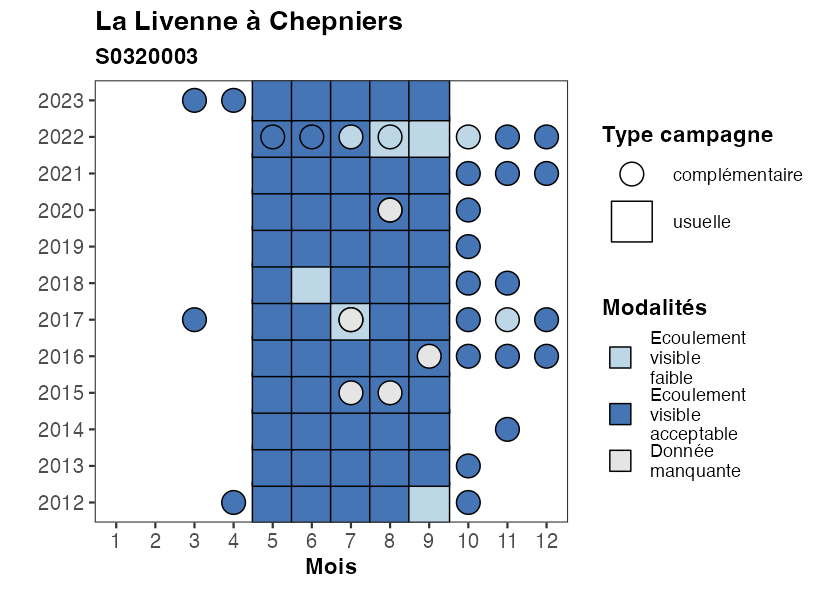 La Livenne à Chepniers
S0320003
2023
2022
2021
2020
2019
2018
2017
2016
2015
2014
2013
2012
1 2 3 4 5 6 7 8 9 10 11 12
Mois
Type campagne
complémentaire
usuelle
Modalités
Ecoulement
visible
faible
Ecoulement
visible
acceptable
Donnée
manquante